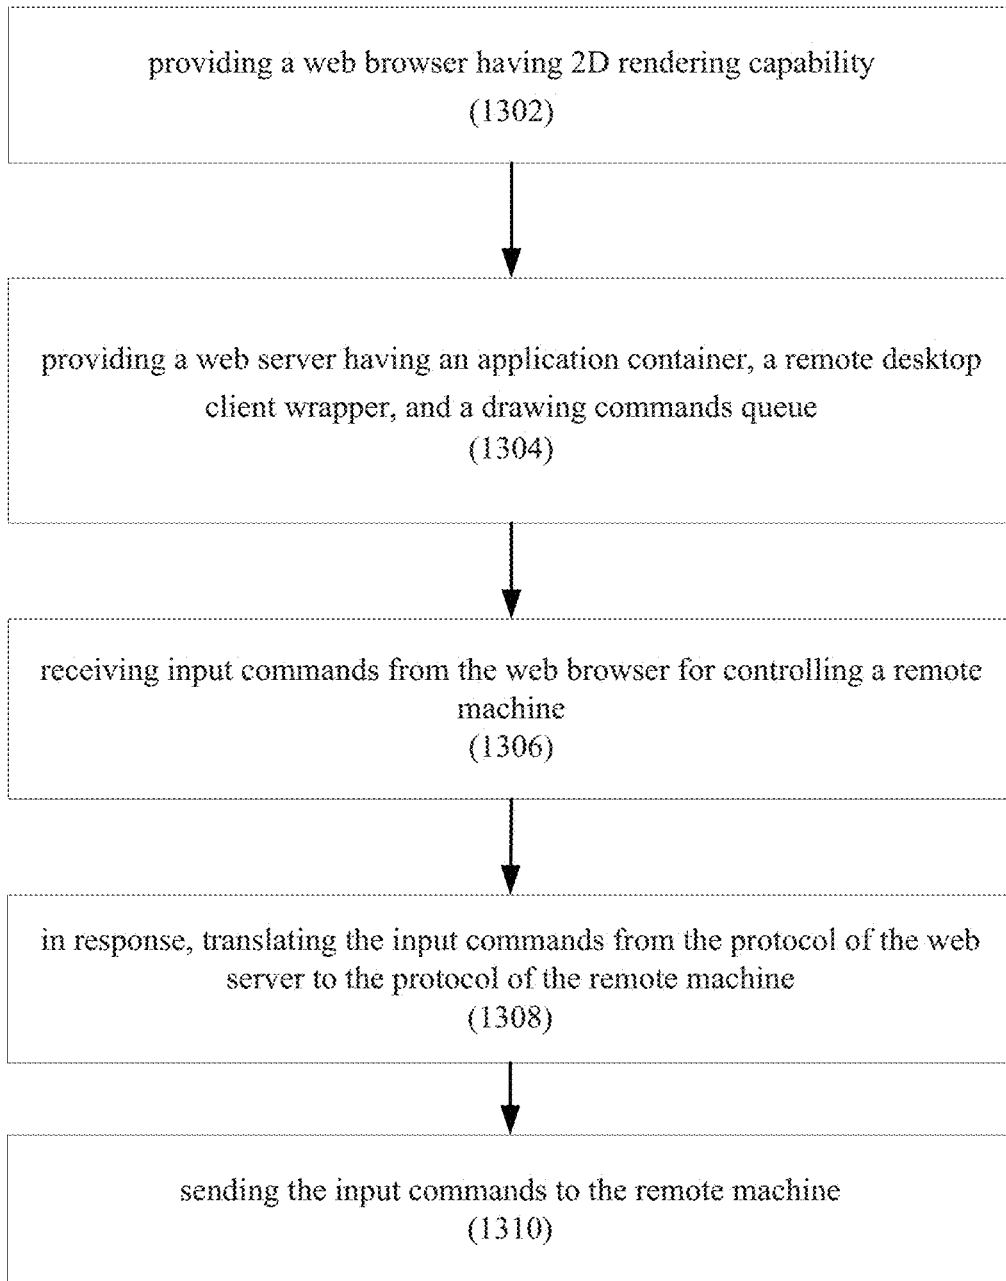 providing a web browser having 2D rendering capability
(1302)
providing a web server having an application container, a remote desktop
client wrapper, and a drawing commands queue
(1304)
receiving input commands from the web browser for controlling a remote
machine
(1306)
in response, translating the input commands from the protocol of the web
server to the protocol of the remote machine
(1308)
sending the input commands to the remote machine
(1310)